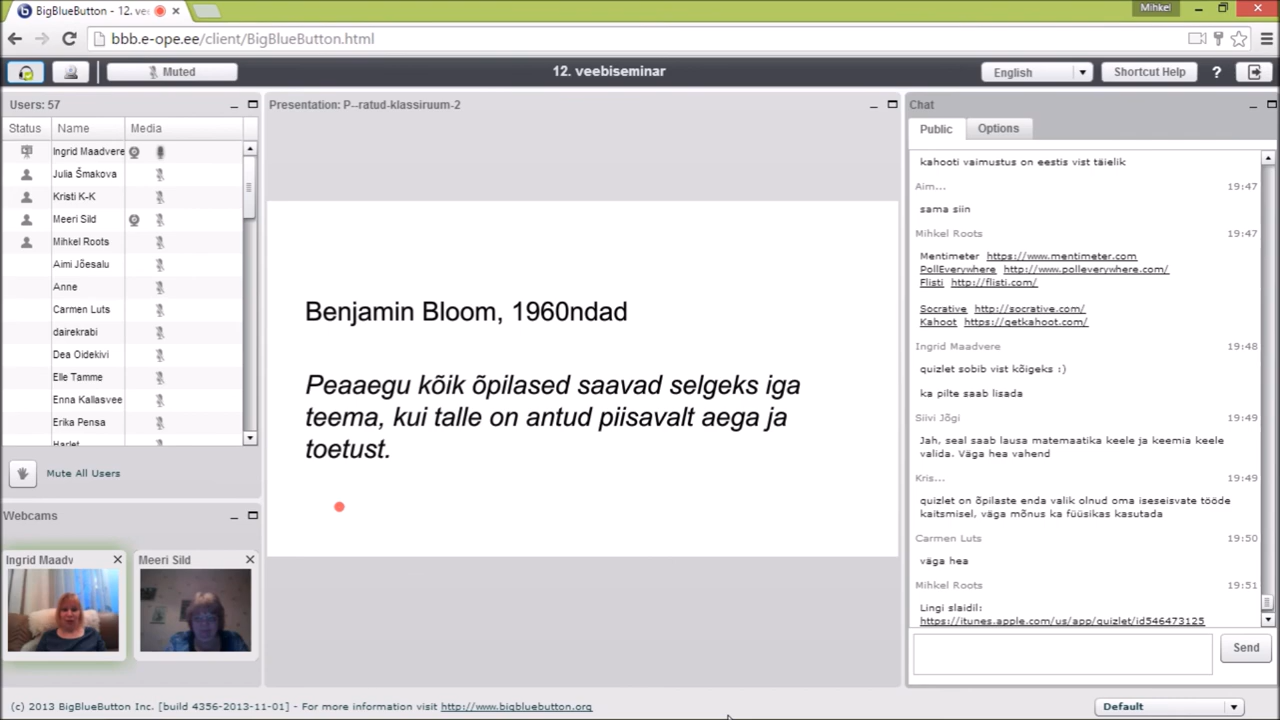 BigBlueButton - 12. vee
Mihkel
bbb.e-ope.ee/client/BigBlueButton.html
Muted
12. veebiseminar
English
Shortcut Help
?
Users: 57
Status Name Media
Ingrid Maadvere
Julia Šmakova
Kristi K-K
Meeri Sild
Mihkel Roots
Aimi Jõesalu
Anne
Carmen Luts
dairekrabi
Dea Oidekivi
Elle Tamme
Enna Kallasvee
Erika Pensa
Harlet
Mute All Users
Webcams
Ingrid Maadv
Meeri Sild
Presentation: P--ratud-klassiruum-2
Benjamin Bloom, 1960ndad
Peaaegu kõik õpilased saavad selgeks iga
teema, kui talle on antud piisavalt aega ja
toetust.
Chat
Public Options
kahooti vaimustus on eestis vist täielik
Aim... 19:47
sama siin
Mihkel Roots 19:47
Mentimeter https://www.mentimeter.com
PollEverywhere http://www.polleverywhere.com/
Flisti http://flisti.com/
Socrative http://socrative.com/
Kahoot https://getkahoot.com/
Ingrid Maadvere 19:48
quizlet sobib vist kõigeks :)
ka pilte saab lisada
Siivi Jõgi 19:49
Jah, seal saab lausa matemaatika keele ja keemia keele
valida. Väga hea vahend
Kris... 19:49
quizlet on õpilaste enda valik olnud oma iseseisvate tööde
kaitsmisel, väga mõnus ka füüsikas kasutada
Carmen Luts 19:50
väga hea
Mihkel Roots 19:51
Lingi slaidil:
https://itunes.apple.com/us/app/quizlet/id546473125
Send
(c) 2013 BigBlueButton Inc. [build 4356-2013-11-01] - For more information visit http://www.bigbluebutton.org
Default